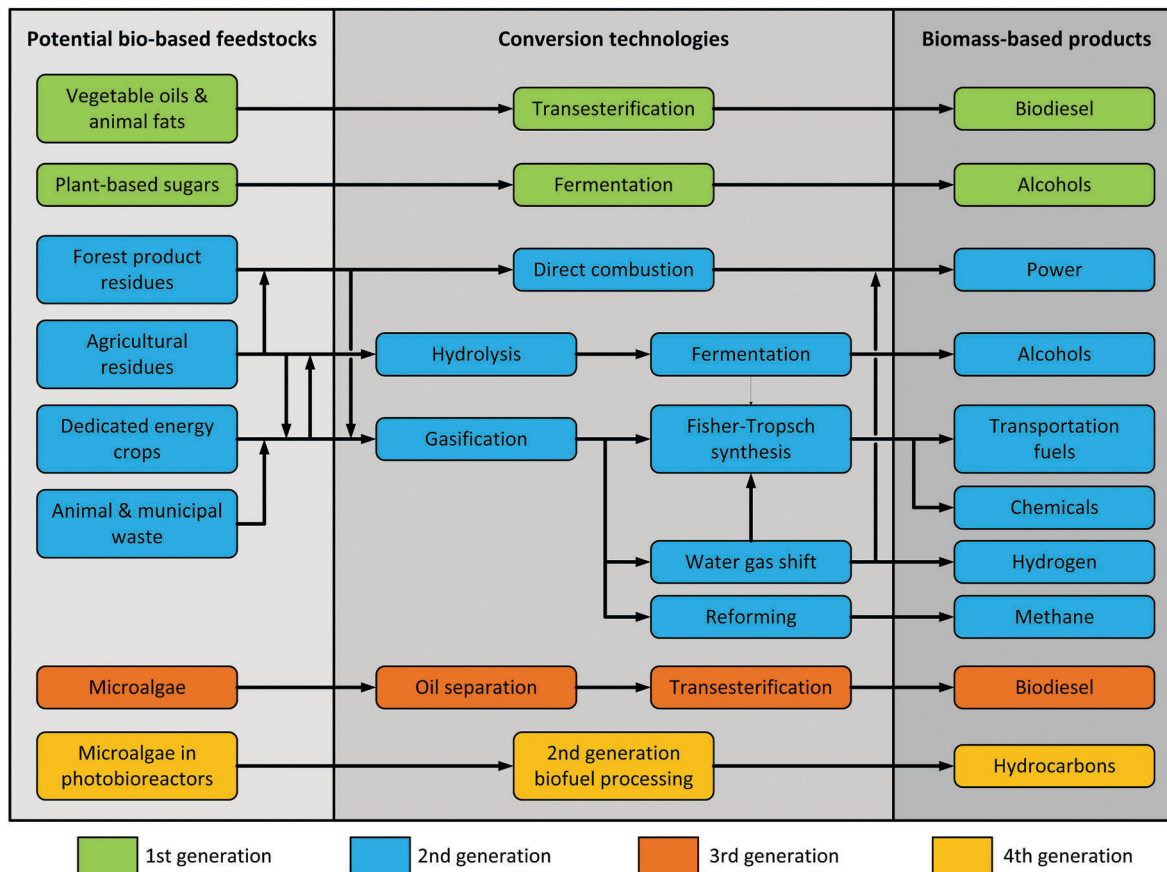 Potential bio-based feedstocks
Conversion technologies
Biomass-based products
Vegetable oils &
animal fats
Transesterification
Biodiesel
Plant-based sugars
Fermentation
Alcohols
Forest product
residues
Direct combustion
Power
Agricultural
residues
Hydrolysis
Fermentation
Alcohols
Dedicated energy
crops
Gasification
Fisher-Tropsch
synthesis
Transportation
fuels
Animal & municipal
waste
Chemicals
Water gas shift
Hydrogen
Reforming
Methane
Microalgae
Oil separation
Transesterification
Biodiesel
Microalgae in
photobioreactors
2nd generation
biofuel processing
Hydrocarbons
1st generation
2nd generation
3rd generation
4th generation